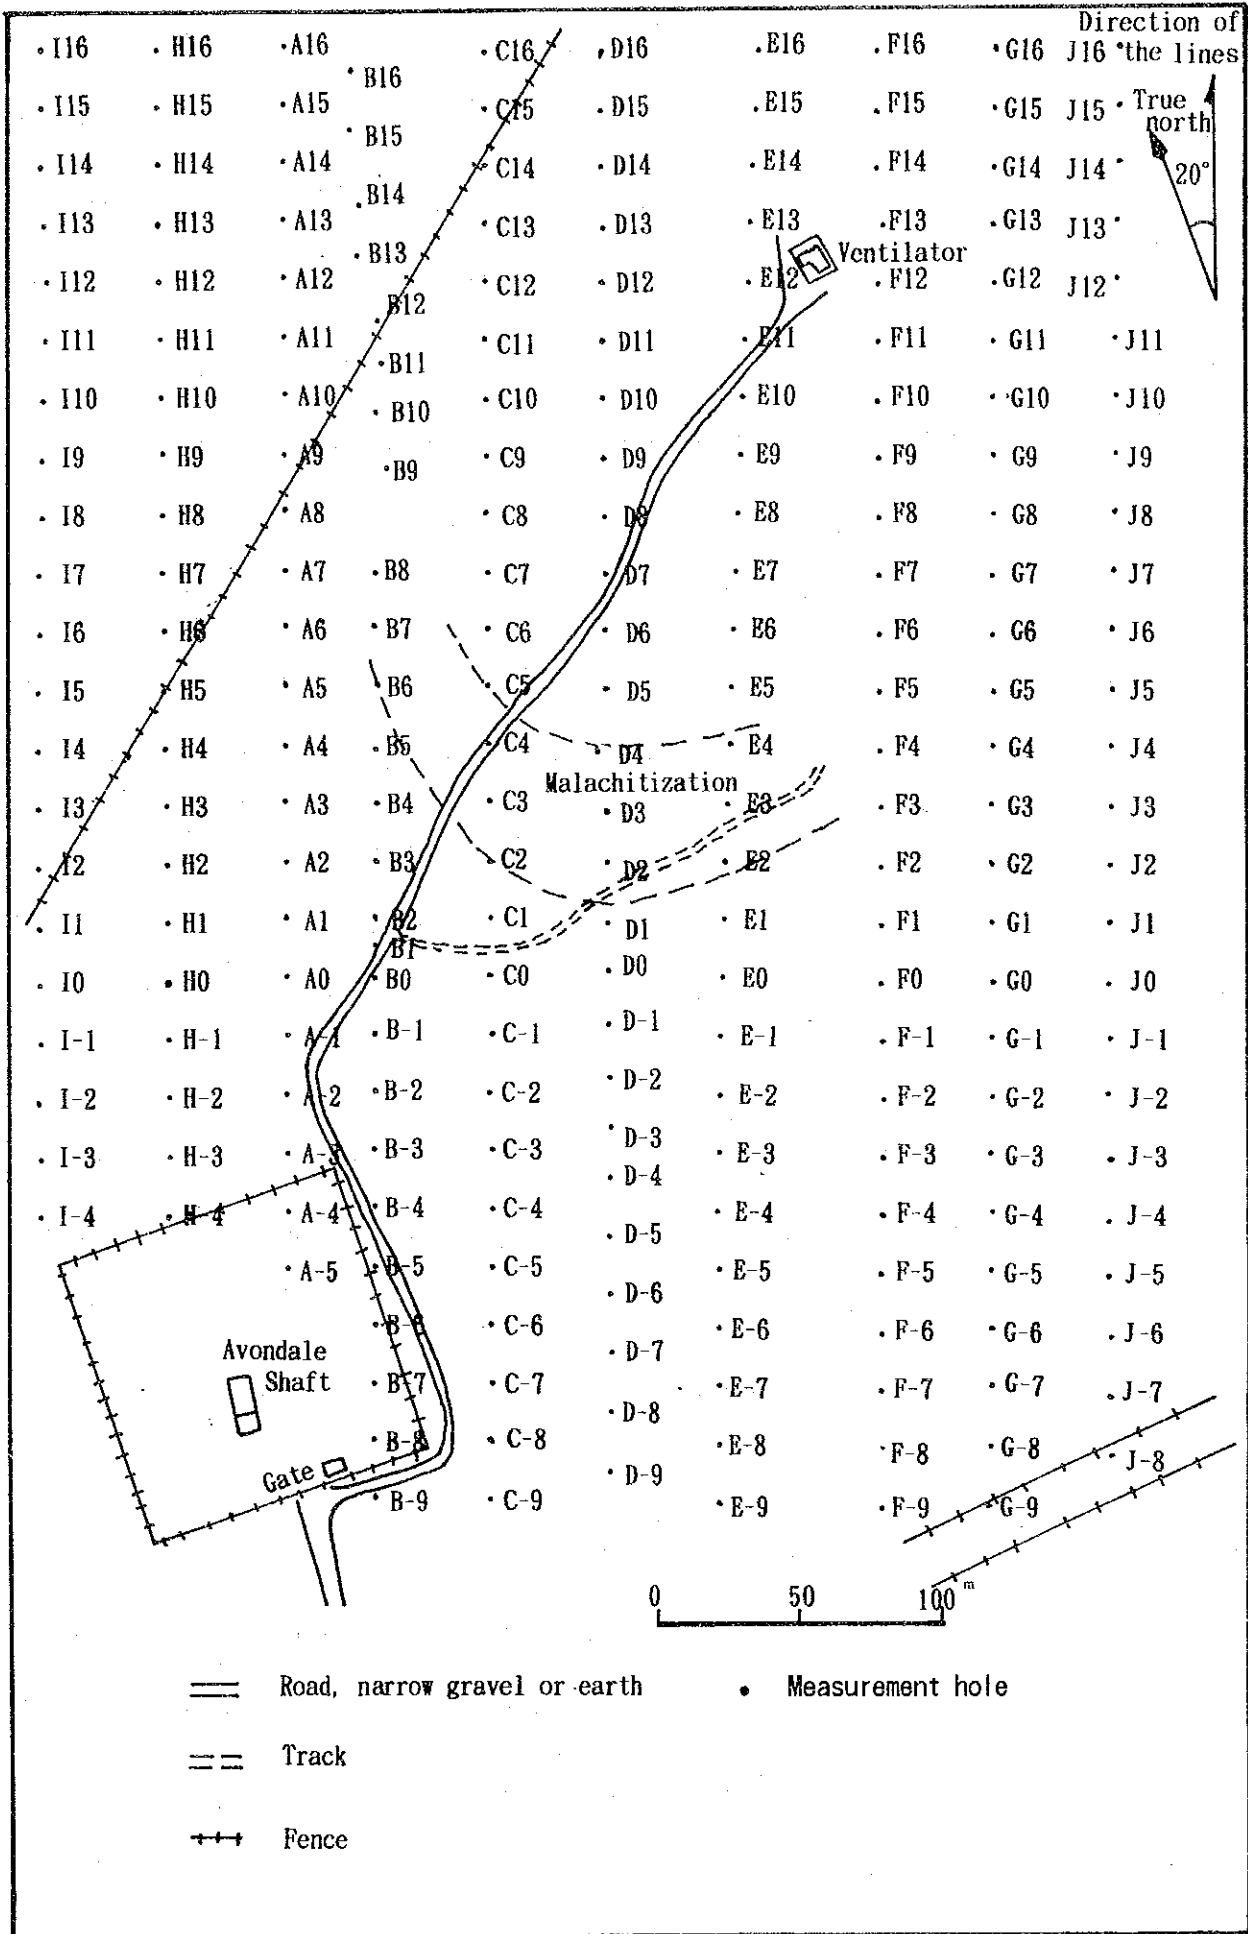 Direction of
I16 H16 A16 C16 D16 E16 F16 G16 J16 the lines
B16
I15 H15 A15 C15 D15 E15 F15 G15 J15 True
north
B15
I14 H14 A14 C14 D14 E14 F14 G14 J14 20°
B14
I13 H13 A13 C13 D13 E13 F13 G13 J13
B13 Ventilator
I12 H12 A12 C12 D12 E12 F12 G12 J12
B12
I11 H11 A11 C11 D11 E11 F11 G11 J11
B11
I10 H10 A10 B10 C10 D10 E10 F10 G10 J10
I9 H9 A9 B9 C9 D9 E9 F9 G9 J9
I8 H8 A8 C8 D8 E8 F8 G8 J8
I7 H7 A7 B8 C7 D7 E7 F7 G7 J7
I6 H6 A6 B7 C6 D6 E6 F6 G6 J6
I5 H5 A5 B6 C5 D5 E5 F5 G5 J5
I4 H4 A4 B5 C4 D4 E4 F4 G4 J4
Malachitization
I3 H3 A3 B4 C3 D3 E3 F3 G3 J3
I2 H2 A2 B3 C2 D2 E2 F2 G2 J2
I1 H1 A1 B2 C1 D1 E1 F1 G1 J1
B1
I0 H0 A0 B0 C0 D0 E0 F0 G0 J0
I-1 H-1 A-1 B-1 C-1 D-1 E-1 F-1 G-1 J-1
I-2 H-2 A-2 B-2 C-2 D-2 E-2 F-2 G-2 J-2
I-3 H-3 A-3 B-3 C-3 D-3 E-3 F-3 G-3 J-3
D-4
I-4 H-4 A-4 B-4 C-4 D-5 E-4 F-4 G-4 J-4
A-5 B-5 C-5 D-6 E-5 F-5 G-5 J-5
B-6 C-6 D-7 E-6 F-6 G-6 J-6
Avondale
Shaft B-7 C-7 D-8 E-7 F-7 G-7 J-7
B-8 C-8 D-9 E-8 F-8 G-8 J-8
Gate
B-9 C-9 E-9 F-9 G-9
0 50 100 m
Road, narrow gravel or earth Measurement hole
Track
Fence